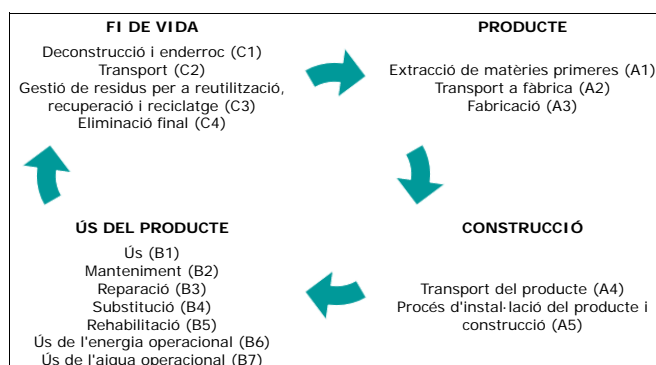 FI DE VIDA
Deconstrucció i enderroc (C1)
Transport (C2)
Gestió de residus per a reutilització,
recuperació i reciclatge (C3)
Eliminació final (C4)
PRODUCTE
Extracció de matèries primeres (A1)
Transport a fàbrica (A2)
Fabricació (A3)
ÚS DEL PRODUCTE
Ús (B1)
Manteniment (B2)
Reparació (B3)
Substitució (B4)
Rehabilitació (B5)
Ús de l'energia operacional (B6)
Ús de l'aigua operacional (B7)
CONSTRUCCIÓ
Transport del producte (A4)
Procés d'instal·lació del producte i
construcció (A5)